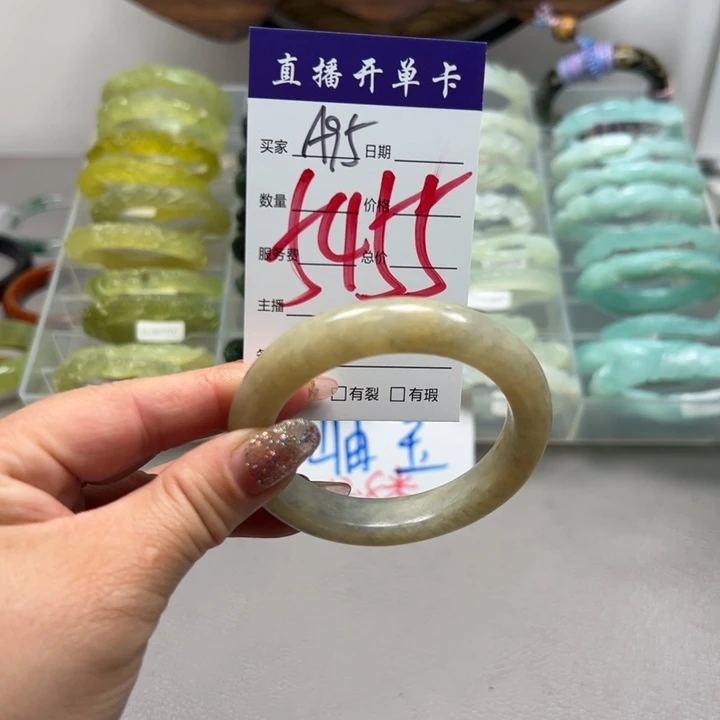 直播开单卡
买家 A95 日期
数量 价格
5455
服务费 总价
主播
□有裂 □有瑕